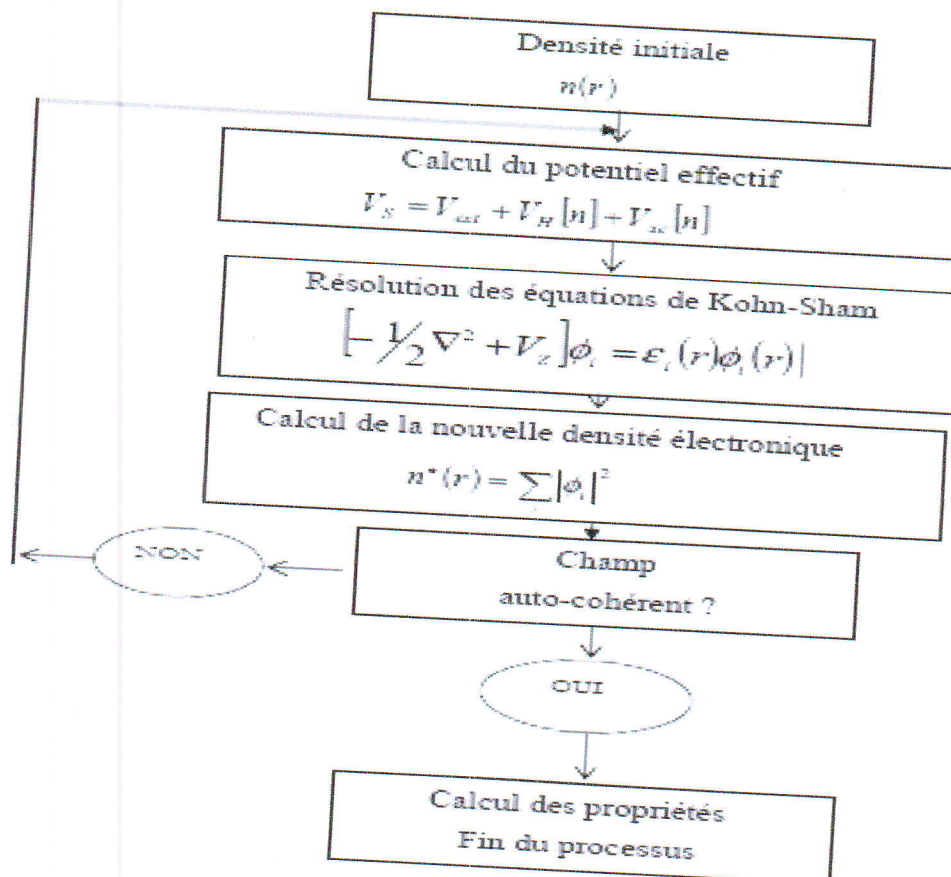 Densité initiale
n(r)
Calcul du potentiel effectif
V_S = V_ext + V_H [n] + V_xc [n]
Résolution des équations de Kohn-Sham
[- 1/2 ∇² + V_z ] ϕ_i = ε_i (r) ϕ_i (r)|
Calcul de la nouvelle densité électronique
n*(r) = ∑ |ϕ_i|²
NON
Champ
auto-cohérent ?
OUI
Calcul des propriétés
Fin du processus